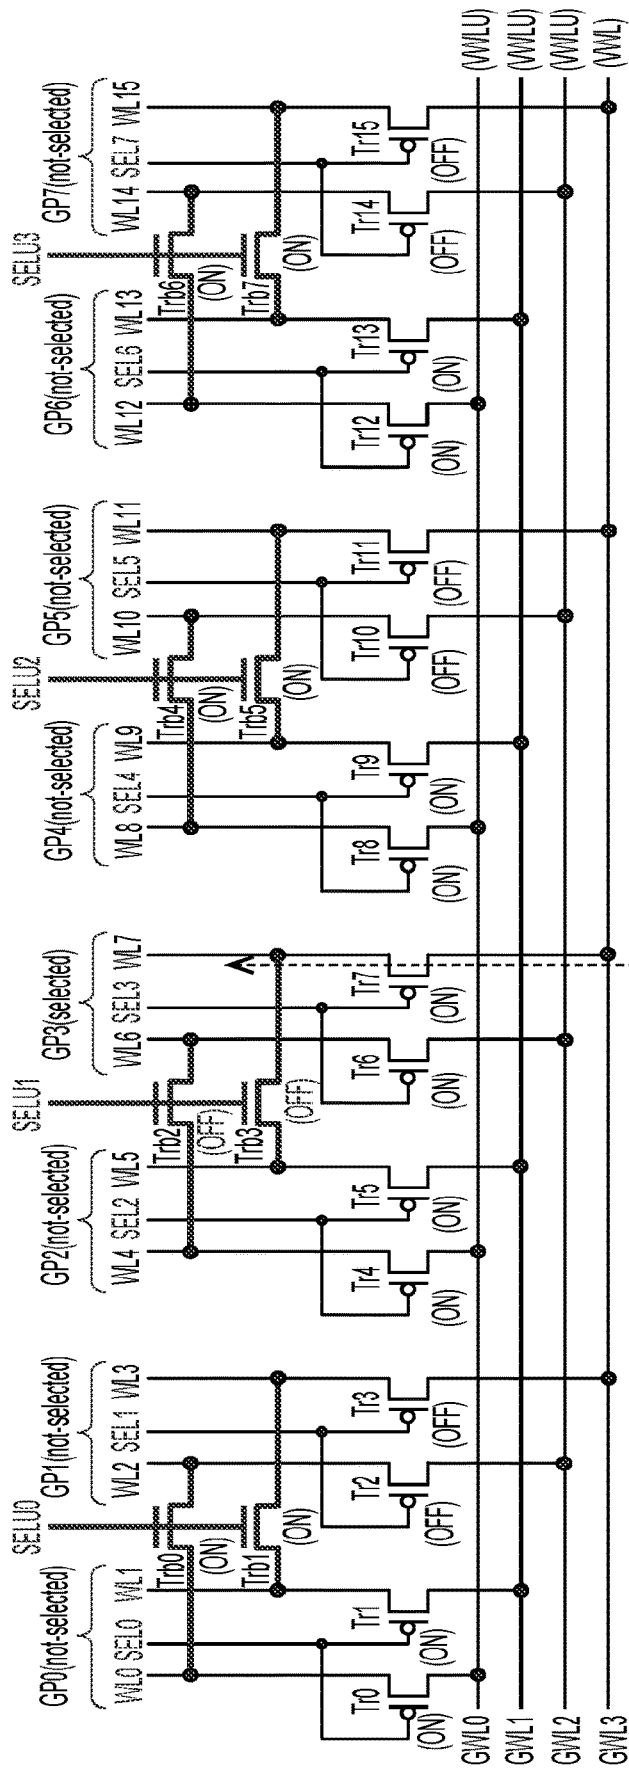 SELU0 SELU1 SELU2 SELU3
GP0(not-selected) GP1(not-selected) GP2(not-selected) GP3(selected) GP4(not-selected) GP5(not-selected) GP6(not-selected) GP7(not-selected)
WL0 SEL0 WL1 WL2 SEL1 WL3 WL4 SEL2 WL5 WL6 SEL3 WL7 WL8 SEL4 WL9 WL10 SEL5 WL11 WL12 SEL6 WL13 WL14 SEL7 WL15
Trb0 Trb2 Trb4 Trb6
(ON) (OFF) (ON) (ON)
Trb1 Trb3 Trb5 Trb7
(ON) (OFF) (ON) (ON)
Tr0 Tr1 Tr2 Tr3 Tr4 Tr5 Tr6 Tr7 Tr8 Tr9 Tr10 Tr11 Tr12 Tr13 Tr14 Tr15
(ON) (ON) (OFF) (OFF) (ON) (ON) (ON) (ON) (ON) (ON) (OFF) (OFF) (ON) (ON) (OFF) (OFF)
GWL0 (VWLU)
GWL1 (VWLU)
GWL2 (VWLU)
GWL3 (VWL)